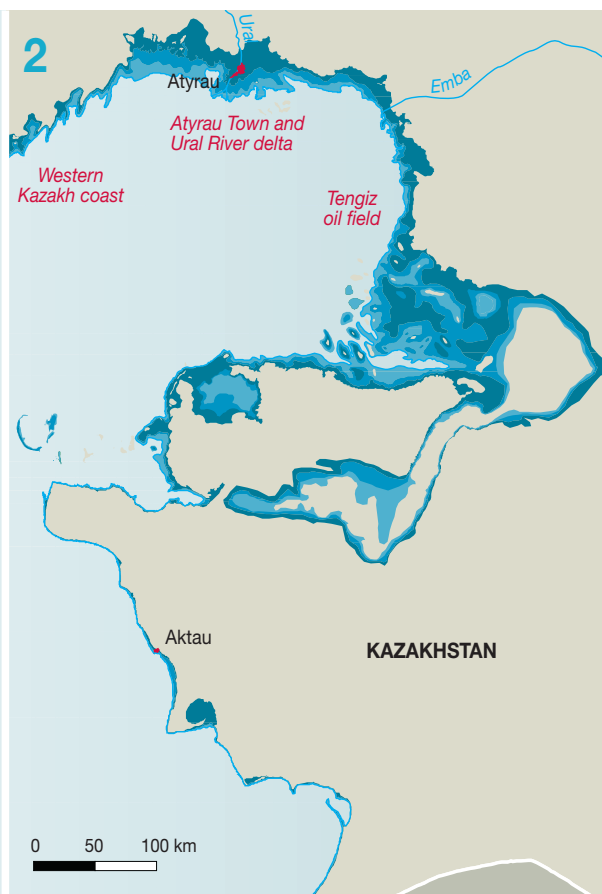 2
Ural
Atyrau
Emba
Atyrau Town and
Ural River delta
Western
Kazakh coast
Tengiz
oil field
Aktau
KAZAKHSTAN
0 50 100 km